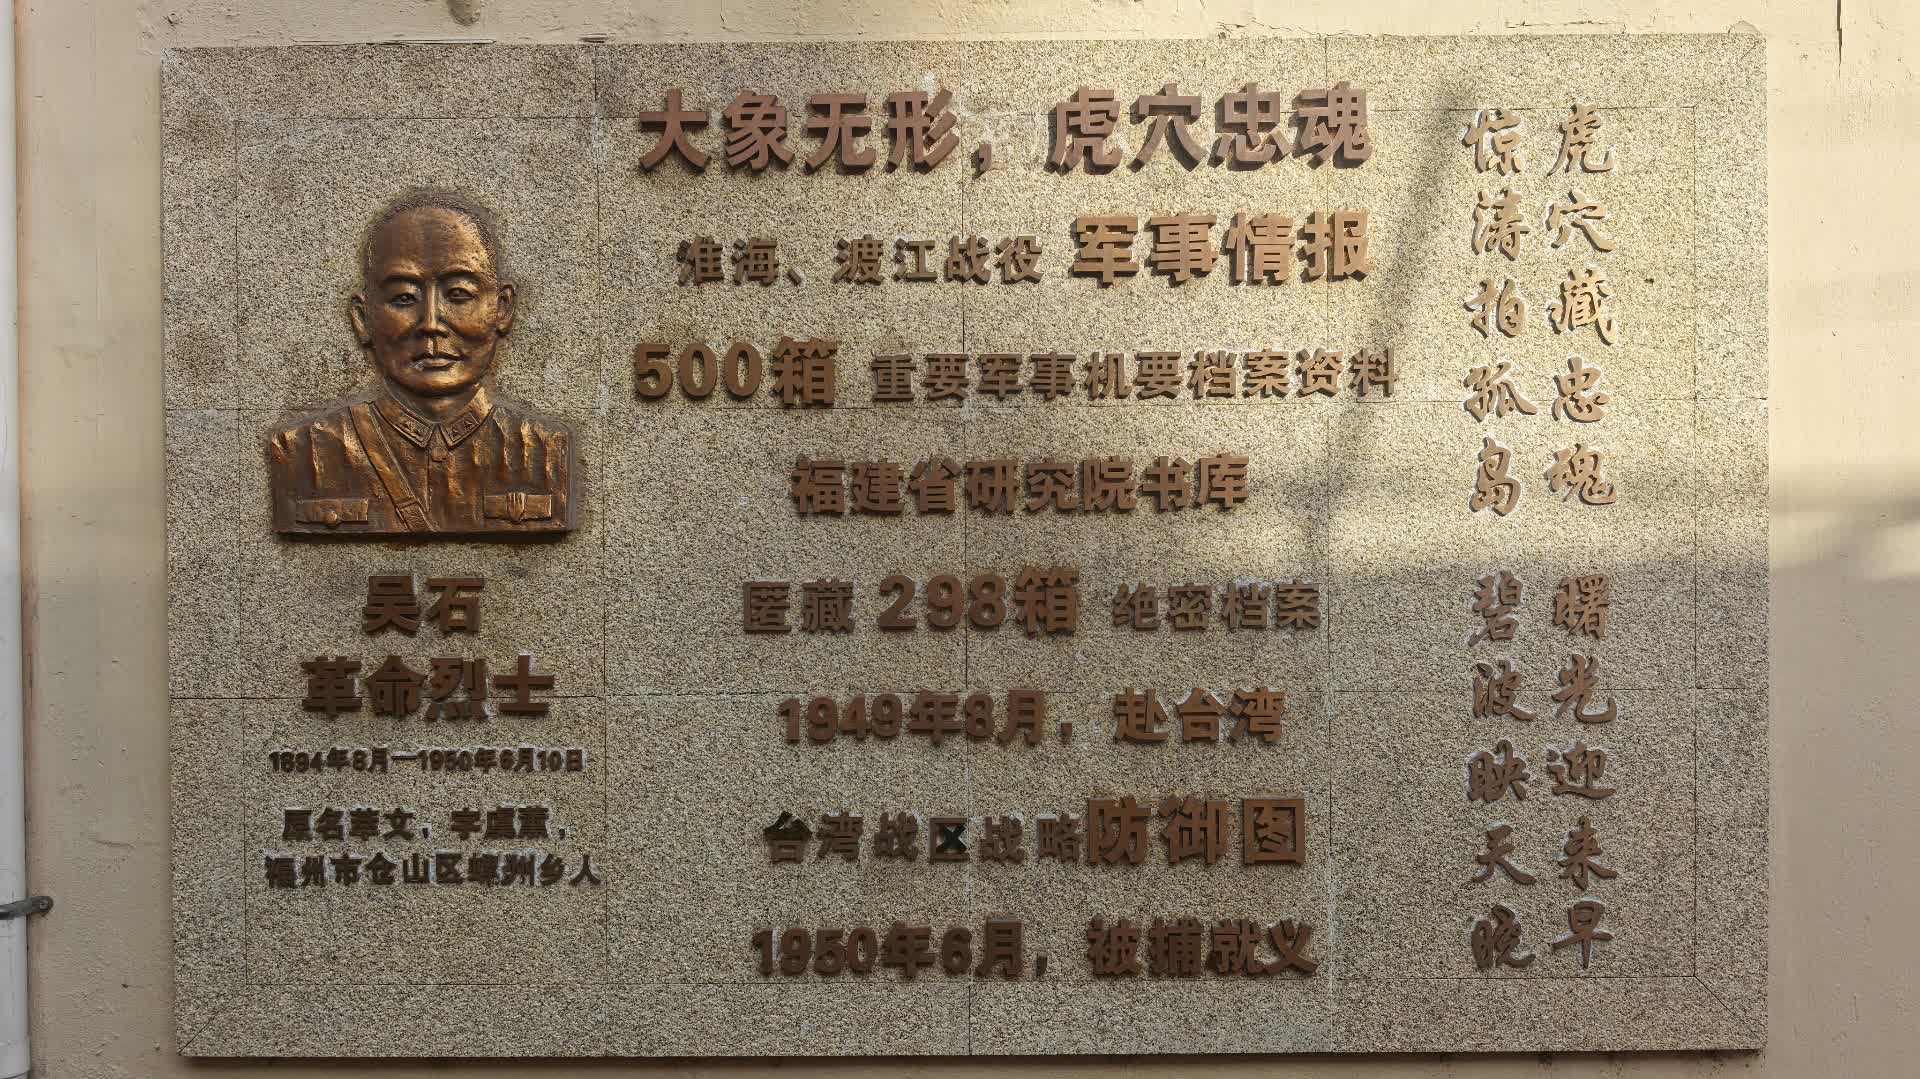 大象无形，虎穴忠魂
淮海、渡江战役 军事情报
500箱 重要军事机要档案资料
福建省研究院书库
匿藏 298箱 绝密档案
1949年8月，赴台湾
台湾战区战略防御图
1950年6月，被捕就义
吴石
革命烈士
1894年8月—1950年6月10日
原名萃文，字虞薰，
福州市仓山区螺洲乡人
虎穴藏忠魂 曙光迎来早
惊涛拍孤岛 碧波映天晓